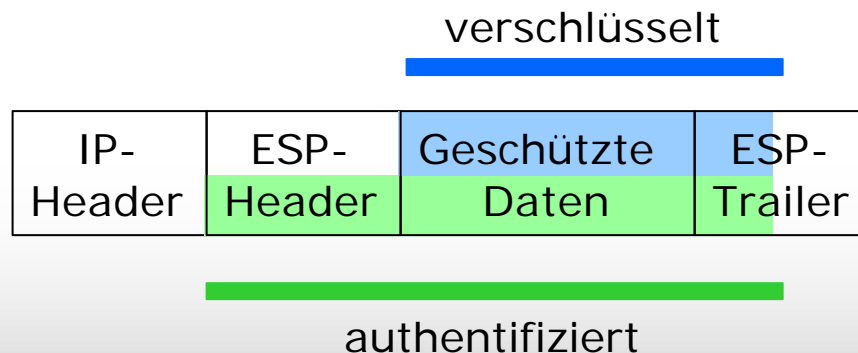 verschlüsselt
IP-
Header
ESP-
Header
Geschützte
Daten
ESP-
Trailer
authentifiziert